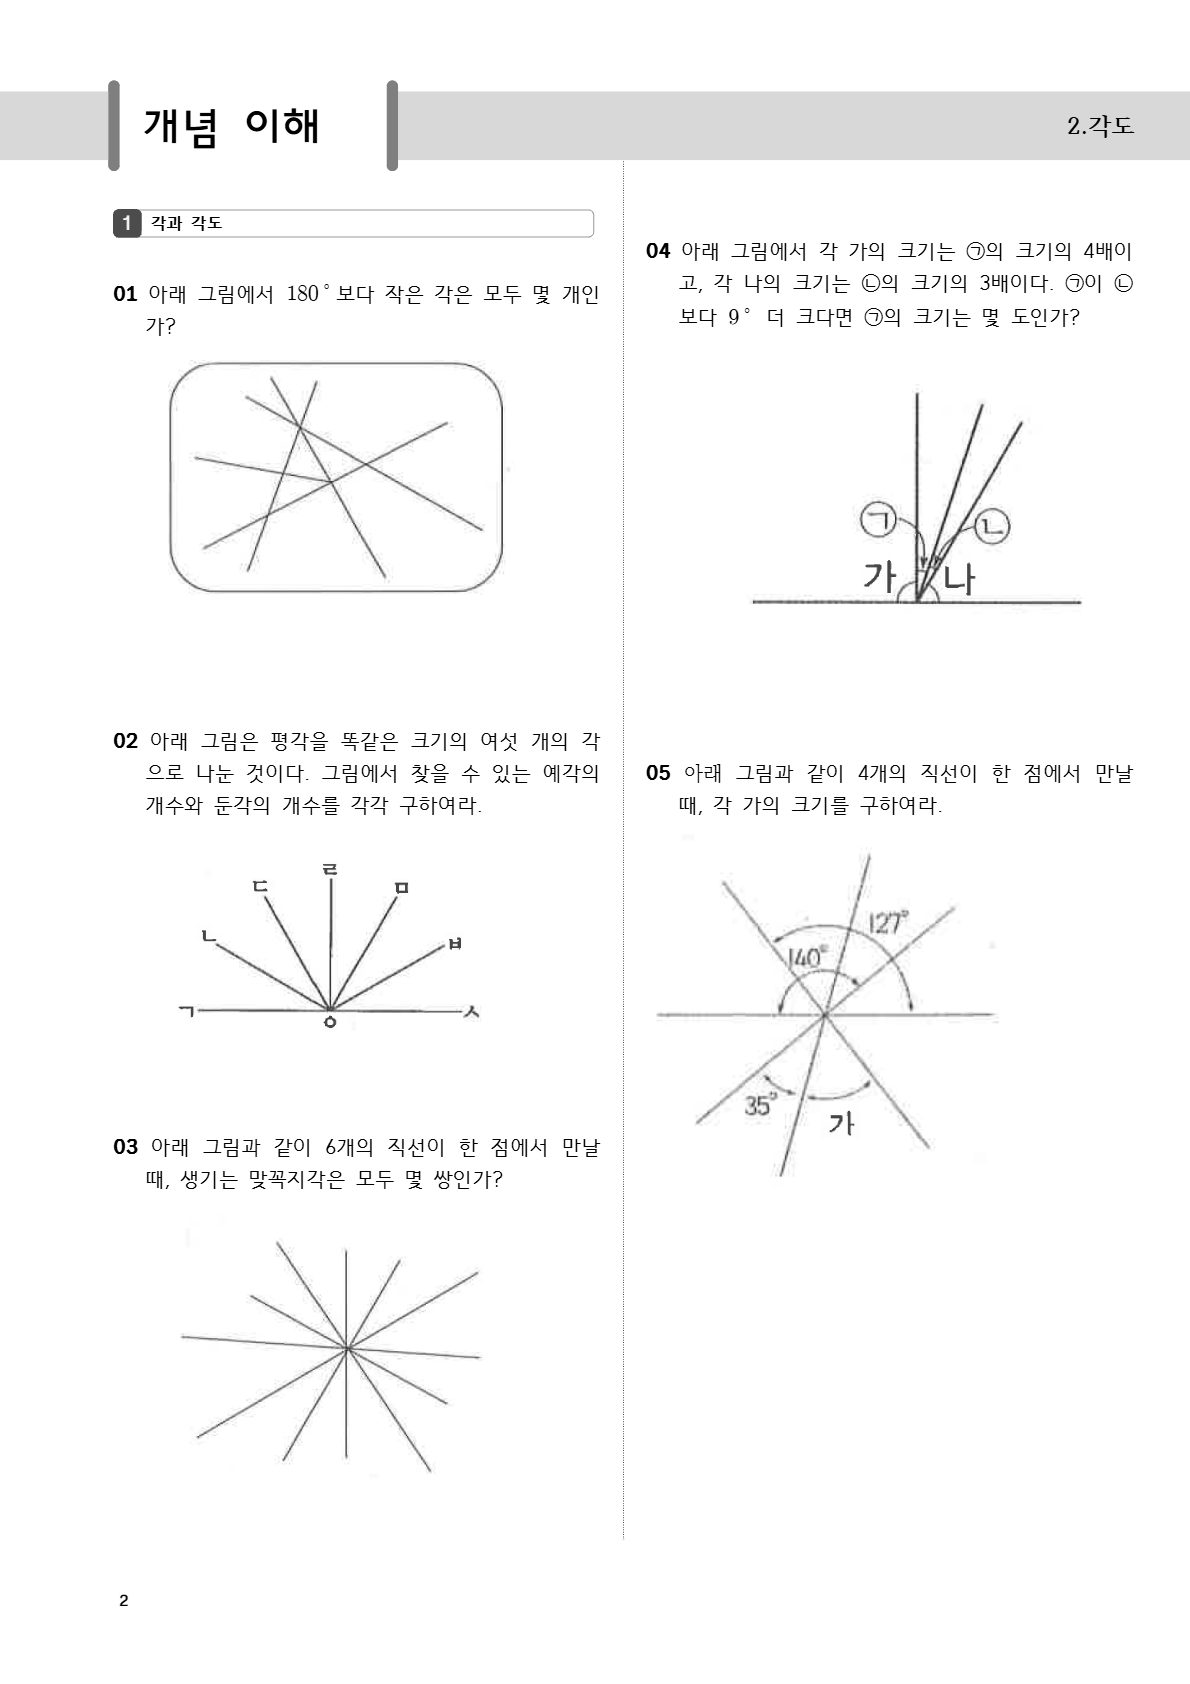 개념 이해
2.각도
1 각과 각도
01 아래 그림에서 180°보다 작은 각은 모두 몇 개인
가?
02 아래 그림은 평각을 똑같은 크기의 여섯 개의 각
으로 나눈 것이다. 그림에서 찾을 수 있는 예각의
개수와 둔각의 개수를 각각 구하여라.
ㄹ
ㄷ ㅁ
ㄴ ㅂ
ㄱ ㅅ
ㅇ
03 아래 그림과 같이 6개의 직선이 한 점에서 만날
때, 생기는 맞꼭지각은 모두 몇 쌍인가?
04 아래 그림에서 각 가의 크기는 ㉠의 크기의 4배이
고, 각 나의 크기는 ㉡의 크기의 3배이다. ㉠이 ㉡
보다 9° 더 크다면 ㉠의 크기는 몇 도인가?
㉠ ㉡
가 나
05 아래 그림과 같이 4개의 직선이 한 점에서 만날
때, 각 가의 크기를 구하여라.
127°
140°
35°
가
2